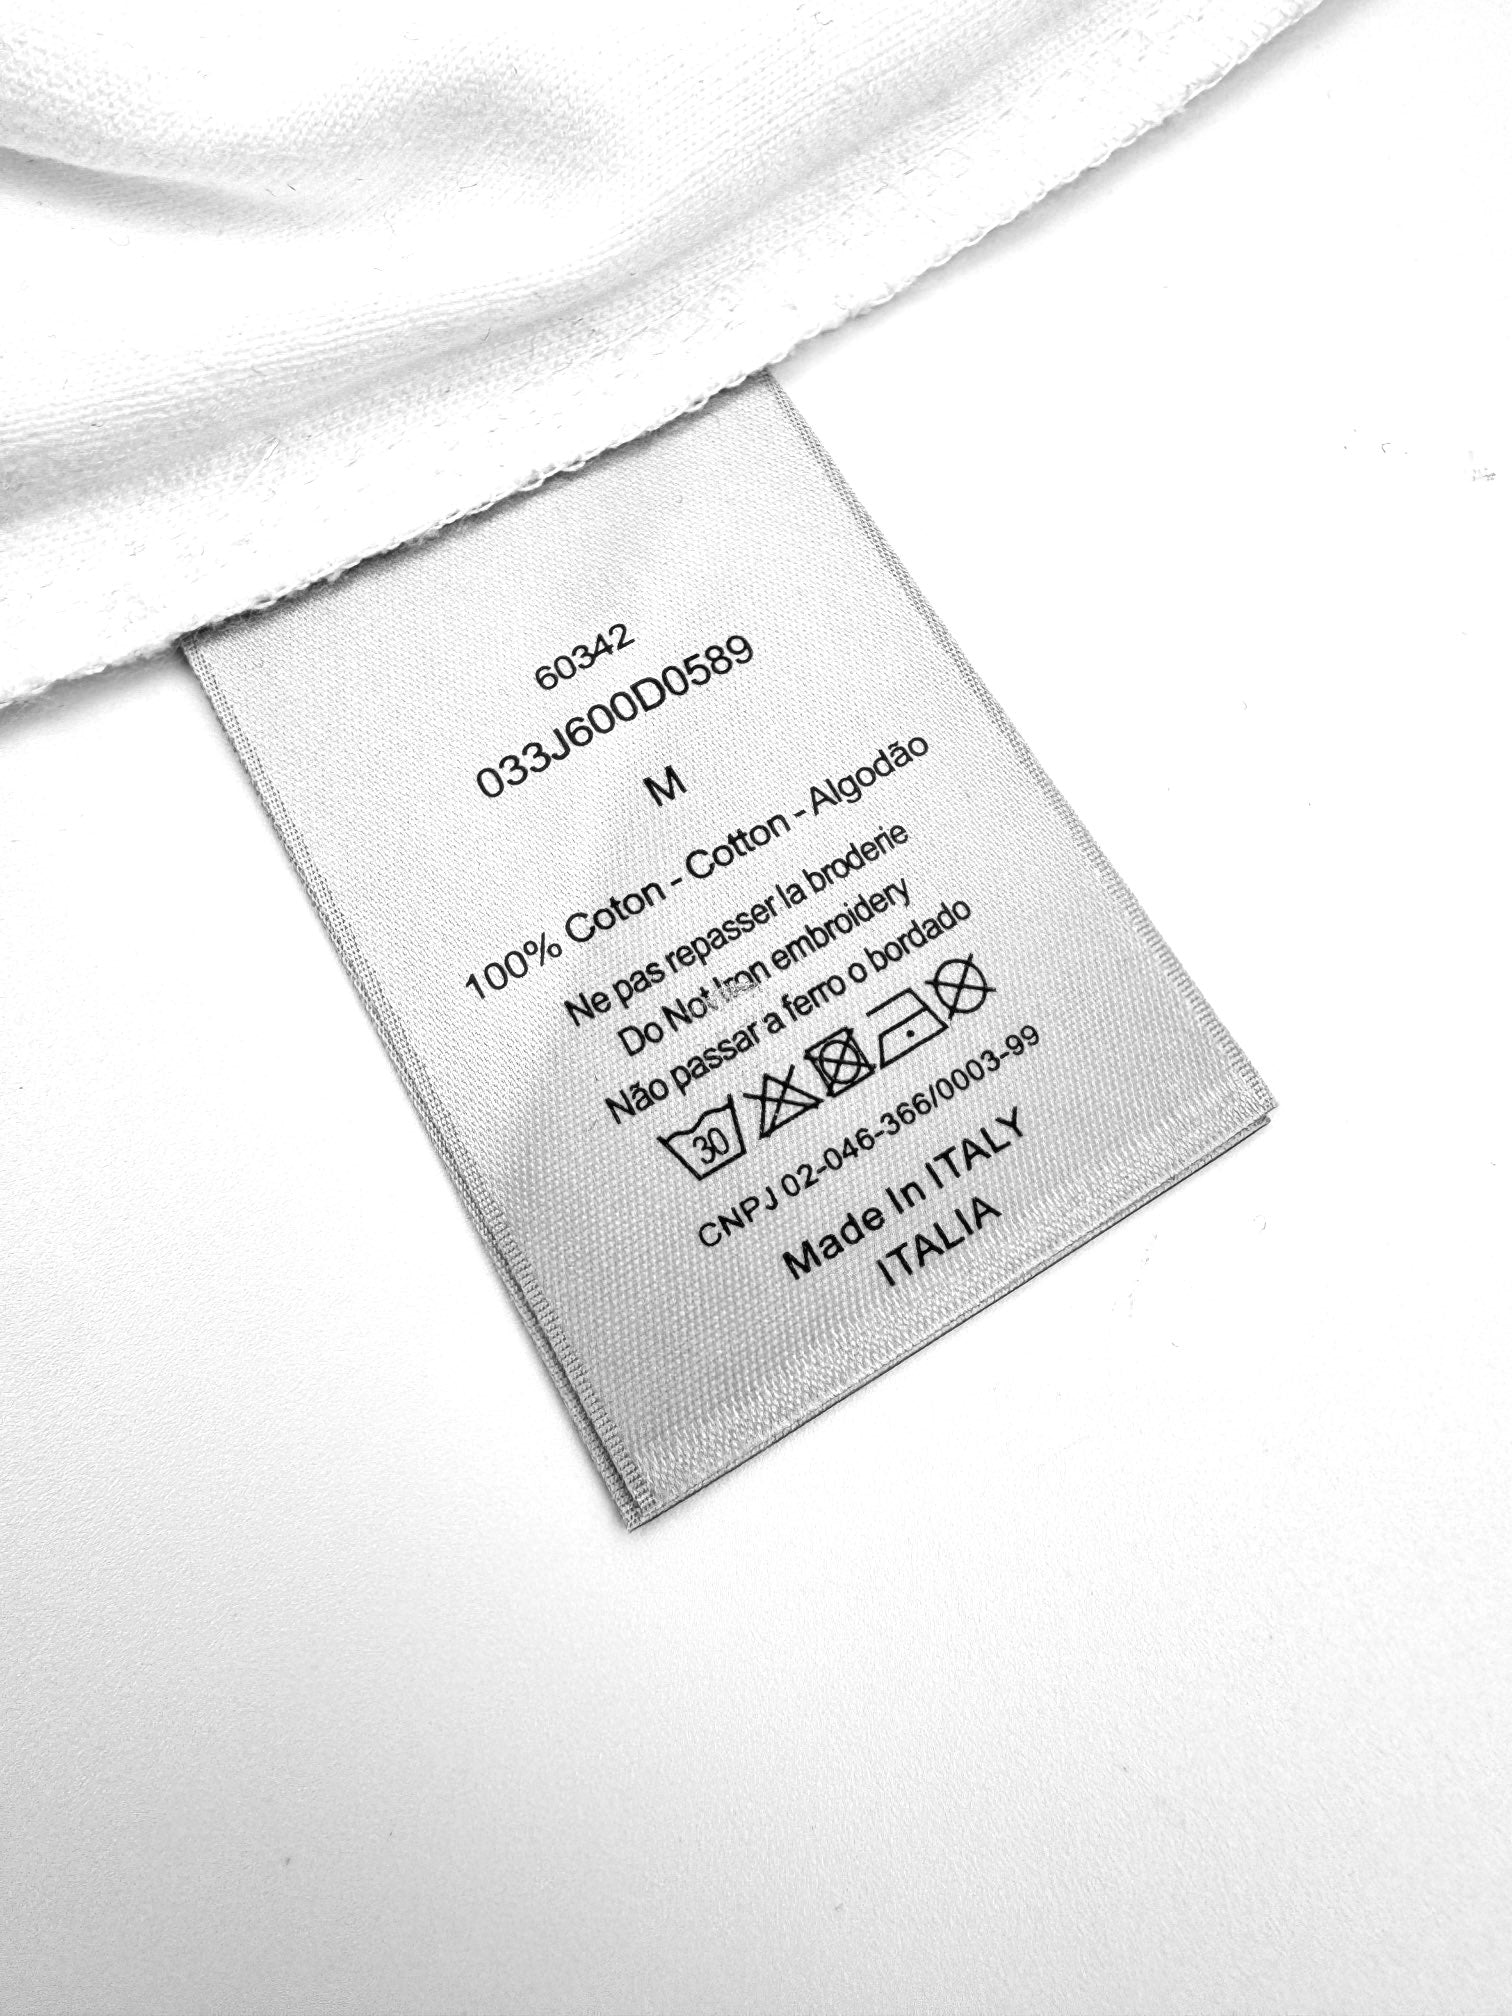 60342
033J600D0589
M
100% Coton - Cotton - Algodão
Ne pas repasser la broderie
Do Not Iron embroidery
Não passar a ferro o bordado
30
CNPJ 02-046-366/0003-99
Made In ITALY
ITALIA